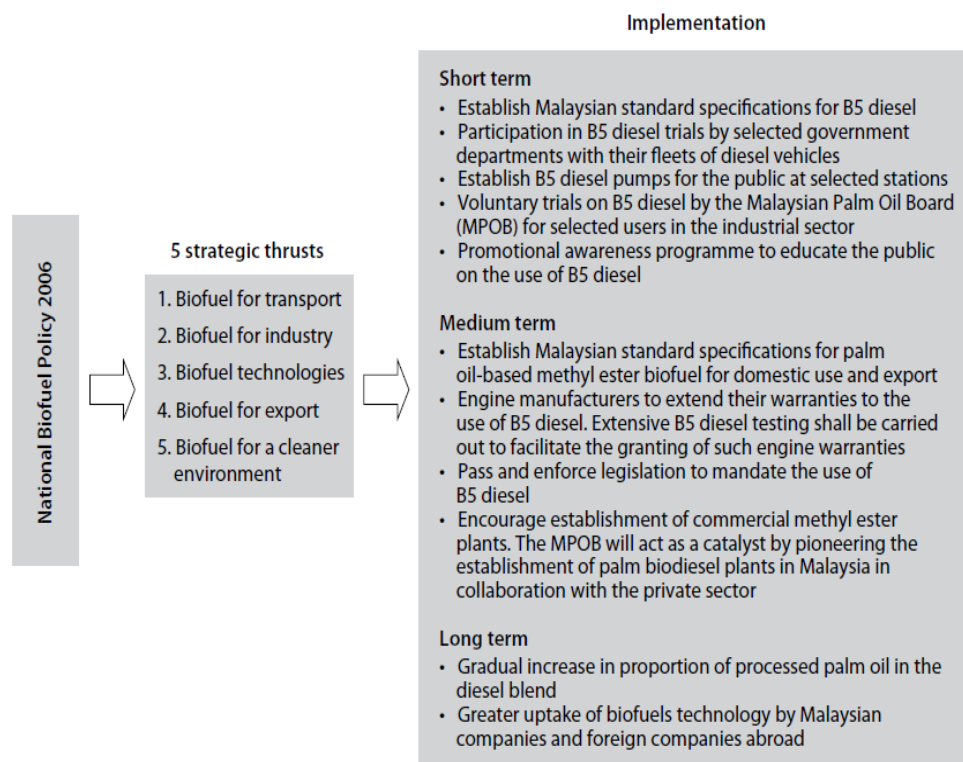 Implementation
National Biofuel Policy 2006
5 strategic thrusts
1. Biofuel for transport
2. Biofuel for industry
3. Biofuel technologies
4. Biofuel for export
5. Biofuel for a cleaner
environment
Short term
• Establish Malaysian standard specifications for B5 diesel
• Participation in B5 diesel trials by selected government
departments with their fleets of diesel vehicles
• Establish B5 diesel pumps for the public at selected stations
• Voluntary trials on B5 diesel by the Malaysian Palm Oil Board
(MPOB) for selected users in the industrial sector
• Promotional awareness programme to educate the public
on the use of B5 diesel
Medium term
• Establish Malaysian standard specifications for palm
oil-based methyl ester biofuel for domestic use and export
• Engine manufacturers to extend their warranties to the
use of B5 diesel. Extensive B5 diesel testing shall be carried
out to facilitate the granting of such engine warranties
• Pass and enforce legislation to mandate the use of
B5 diesel
• Encourage establishment of commercial methyl ester
plants. The MPOB will act as a catalyst by pioneering the
establishment of palm biodiesel plants in Malaysia in
collaboration with the private sector
Long term
• Gradual increase in proportion of processed palm oil in the
diesel blend
• Greater uptake of biofuels technology by Malaysian
companies and foreign companies abroad